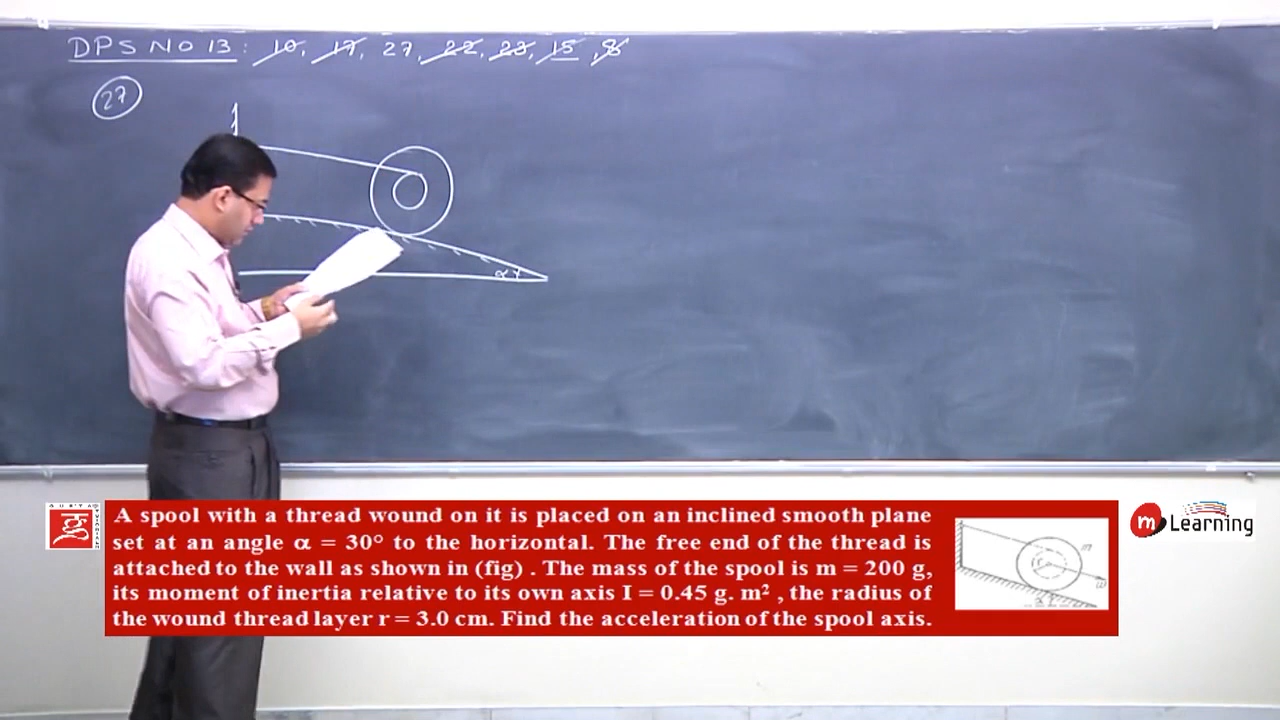 DPS NO 13: 10, 17, 27, 22, 23, 15, 8
27
α
GUPTA
ग
A spool with a thread wound on it is placed on an inclined smooth plane
set at an angle α = 30° to the horizontal. The free end of the thread is
attached to the wall as shown in (fig) . The mass of the spool is m = 200 g,
its moment of inertia relative to its own axis I = 0.45 g. m² , the radius of
the wound thread layer r = 3.0 cm. Find the acceleration of the spool axis.
m
r
ω
α
m Learning